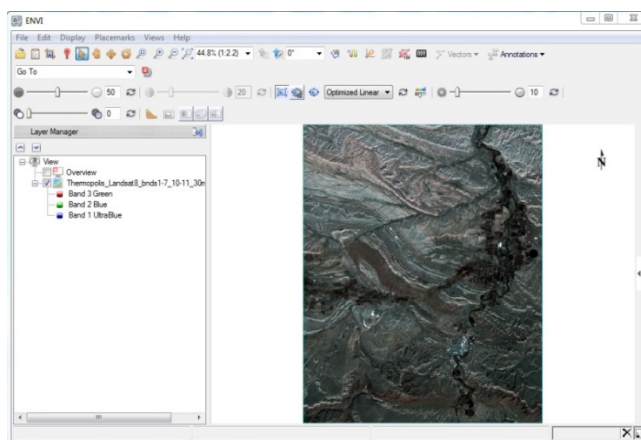 ENVI
File Edit Display Placemarks Views Help
44.8% (1:2.2) 0° Vectors Annotations
Go To
50 20 Optimized Linear 10
0
Layer Manager
View
Overview
Thermopolis_Landsat8_bnds1-7_10-11_30m
Band 3 Green
Band 2 Blue
Band 1 UltraBlue
N